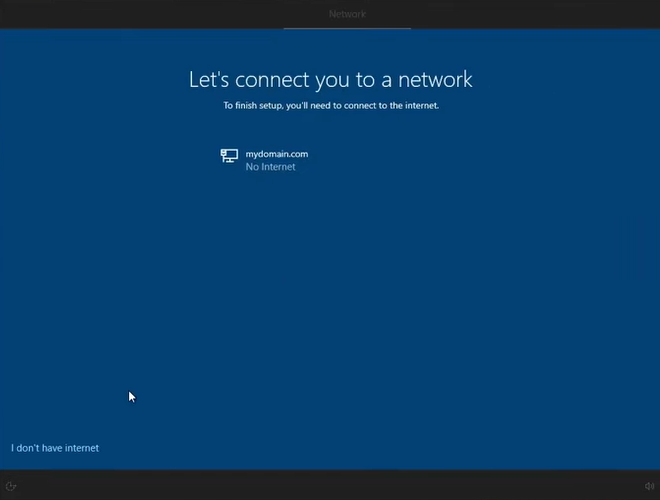 Network
Let's connect you to a network
To finish setup, you'll need to connect to the internet.
mydomain.com
No Internet
I don't have internet